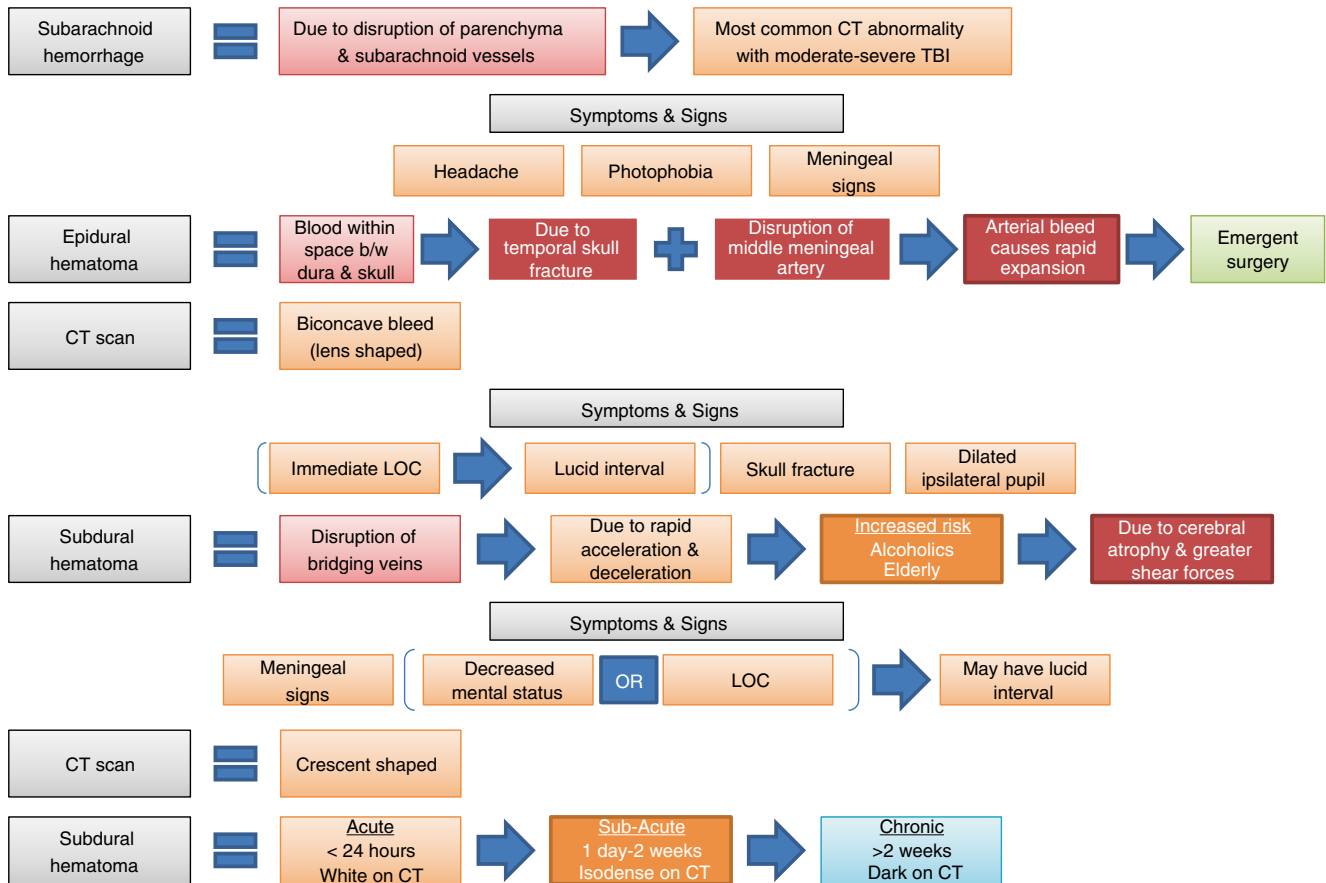 Subarachnoid
hemorrhage
Due to disruption of parenchyma
& subarachnoid vessels
Most common CT abnormality
with moderate-severe TBI
Symptoms & Signs
Headache
Photophobia
Meningeal
signs
Epidural
hematoma
Blood within
space b/w
dura & skull
Due to
temporal skull
fracture
Disruption of
middle meningeal
artery
Arterial bleed
causes rapid
expansion
Emergent
surgery
CT scan
Biconcave bleed
(lens shaped)
Symptoms & Signs
Immediate LOC
Lucid interval
Skull fracture
Dilated
ipsilateral pupil
Subdural
hematoma
Disruption of
bridging veins
Due to rapid
acceleration &
deceleration
Increased risk
Alcoholics
Elderly
Due to cerebral
atrophy & greater
shear forces
Symptoms & Signs
Meningeal
signs
Decreased
mental status
OR
LOC
May have lucid
interval
CT scan
Crescent shaped
Subdural
hematoma
Acute
< 24 hours
White on CT
Sub-Acute
1 day-2 weeks
Isodense on CT
Chronic
>2 weeks
Dark on CT